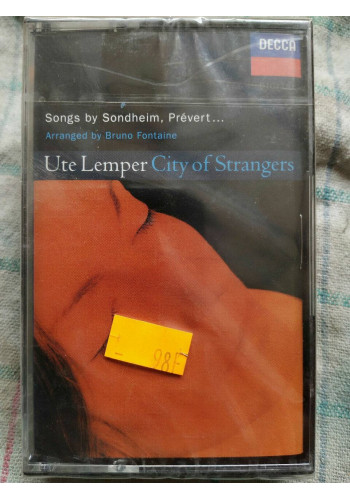 DECCA
Songs by Sondheim, Prévert...
Arranged by Bruno Fontaine
Ute Lemper City of Strangers
98F